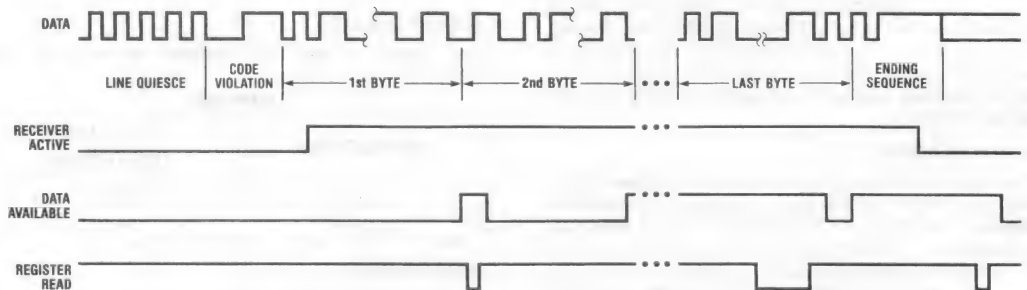 DATA
LINE QUIESCE
CODE
VIOLATION
1st BYTE
2nd BYTE
LAST BYTE
ENDING
SEQUENCE
RECEIVER
ACTIVE
DATA
AVAILABLE
REGISTER
READ